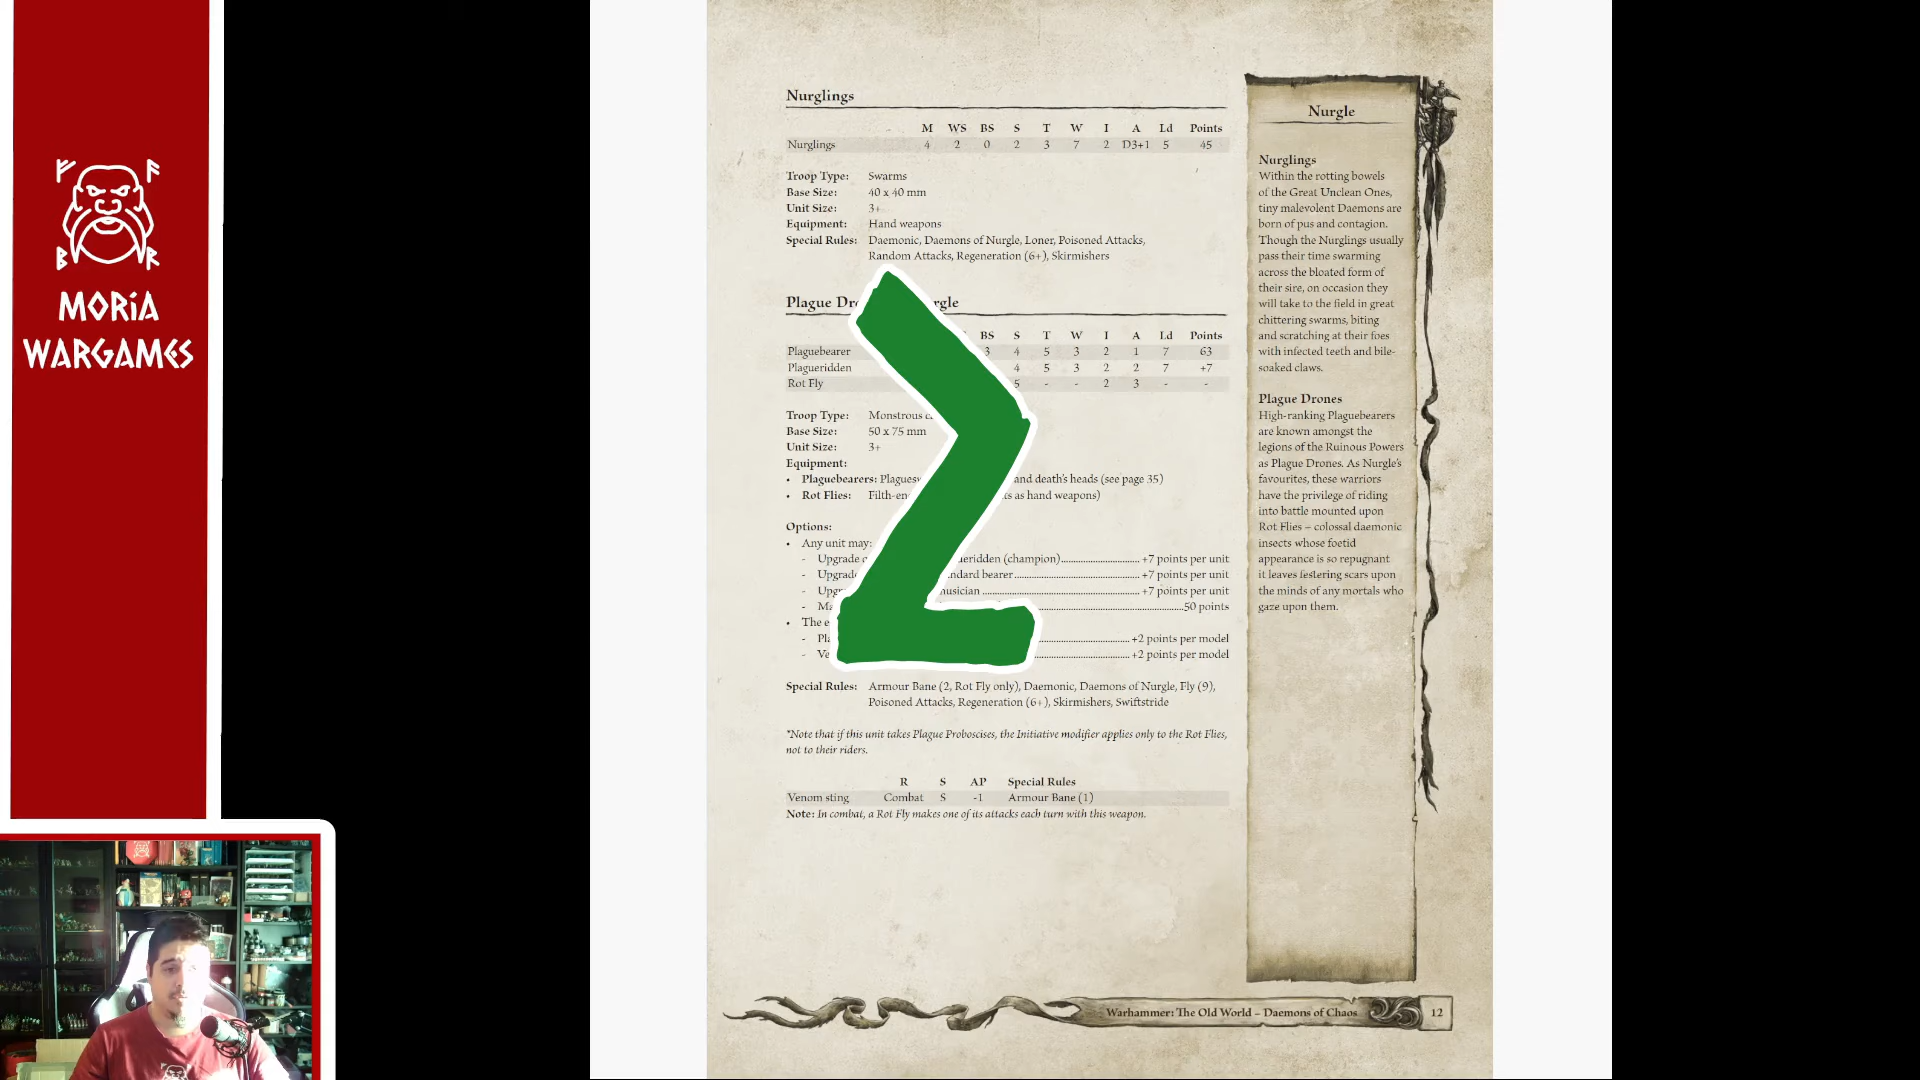 MORiA
WARGAMES
Nurglings
M WS BS S T W I A Ld Points
Nurglings 4 2 0 2 3 7 2 D3+1 5 45
Troop Type: Swarms
Base Size: 40 x 40 mm
Unit Size: 3+
Equipment: Hand weapons
Special Rules: Daemonic, Daemons of Nurgle, Loner, Poisoned Attacks,
Random Attacks, Regeneration (6+), Skirmishers
Plague
BS S T W I A Ld Points
Plaguebearer 3 4 5 3 2 1 7 63
Plagueridden 4 5 3 2 2 7 +7
Rot Fly 5 - - 2 3 - -
Troop Type: Monstrous
Base Size: 50 x 75 mm
Unit Size: 3+
Equipment:
• Plaguebearers: and death's heads (see page 35)
• Rot Flies: as hand weapons)
Options:
• Any unit may:
- Upgrade (champion) +7 points per unit
- Upgrade bearer +7 points per unit
- musician +7 points per unit
- 50 points
• The
- +2 points per model
- +2 points per model
Special Rules: Armour Bane (2, Rot Fly only), Daemonic, Daemons of Nurgle, Fly (9),
Poisoned Attacks, Regeneration (6+), Skirmishers, Swiftstride
*Note that if this unit takes Plague Proboscises, the Initiative modifier applies only to the Rot Flies,
not to their riders.
R S AP Special Rules
Venom sting Combat S -1 Armour Bane (1)
Note: In combat, a Rot Fly makes one of its attacks each turn with this weapon.
Nurgle
Nurglings
Within the rotting bowels
of the Great Unclean Ones,
tiny malevolent Daemons are
born of pus and contagion.
Though the Nurglings usually
pass their time swarming
across the bloated form of
their sire, on occasion they
will take to the field in great
chittering swarms, biting
and scratching at their foes
with infected teeth and bile-
soaked claws.
Plague Drones
High-ranking Plaguebearers
are known amongst the
legions of the Ruinous Powers
as Plague Drones. As Nurgle's
favourites, these warriors
have the privilege of riding
into battle mounted upon
Rot Flies – colossal daemonic
insects whose foetid
appearance is so repugnant
it leaves festering scars upon
the minds of any mortals who
gaze upon them.
Warhammer: The Old World – Daemons of Chaos 12